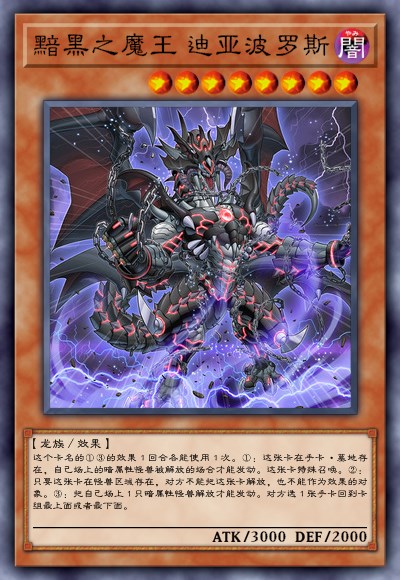 黯黑之魔王 迪亚波罗斯
やみ
闇
【龙族/效果】
这个卡名的①③的效果1回合各能使用1次。①：这张卡在手卡·墓地存
在，自己场上的暗属性怪兽被解放的场合才能发动。这张卡特殊召唤。②：
只要这张卡在怪兽区域存在，对方不能把这张卡解放，也不能作为效果的对
象。③：把自己场上1只暗属性怪兽解放才能发动。对方选1张手卡回到卡
组最上面或者最下面。
ATK/3000 DEF/2000